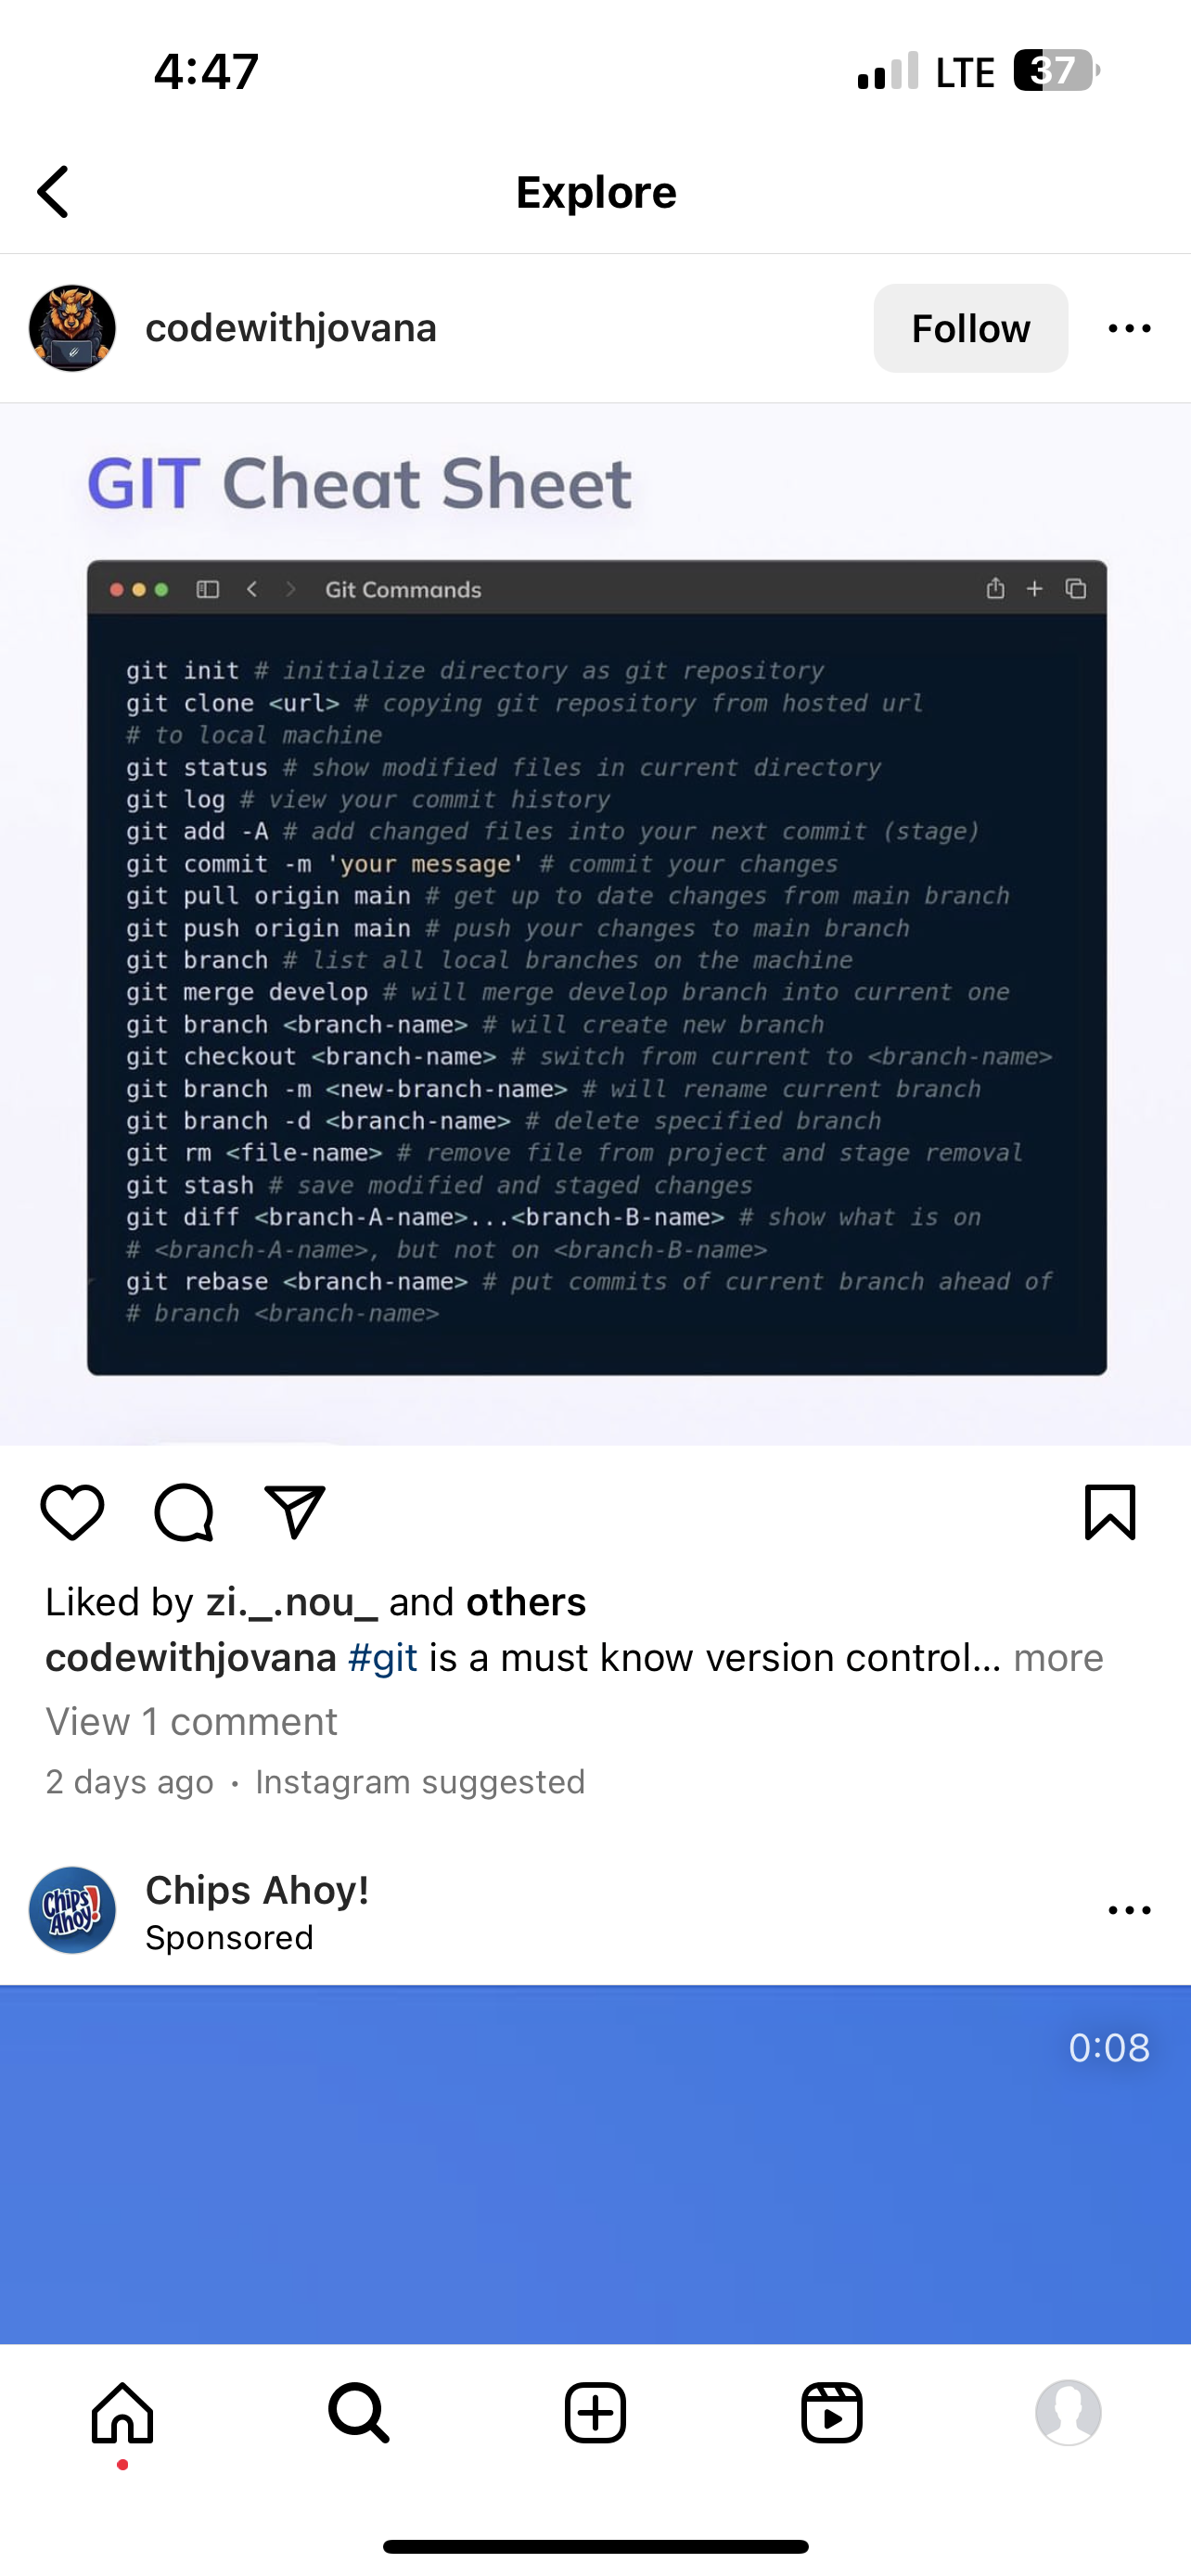 4:47 LTE 37
Explore
codewithjovana Follow
GIT Cheat Sheet
Git Commands
git init # initialize directory as git repository
git clone <url> # copying git repository from hosted url
# to local machine
git status # show modified files in current directory
git log # view your commit history
git add -A # add changed files into your next commit (stage)
git commit -m 'your message' # commit your changes
git pull origin main # get up to date changes from main branch
git push origin main # push your changes to main branch
git branch # list all local branches on the machine
git merge develop # will merge develop branch into current one
git branch <branch-name> # will create new branch
git checkout <branch-name> # switch from current to <branch-name>
git branch -m <new-branch-name> # will rename current branch
git branch -d <branch-name> # delete specified branch
git rm <file-name> # remove file from project and stage removal
git stash # save modified and staged changes
git diff <branch-A-name>...<branch-B-name> # show what is on
# <branch-A-name>, but not on <branch-B-name>
git rebase <branch-name> # put commits of current branch ahead of
# branch <branch-name>
Liked by zi._.nou_ and others
codewithjovana #git is a must know version control... more
View 1 comment
2 days ago • Instagram suggested
Chips Ahoy!
Chips Ahoy!
Sponsored
0:08